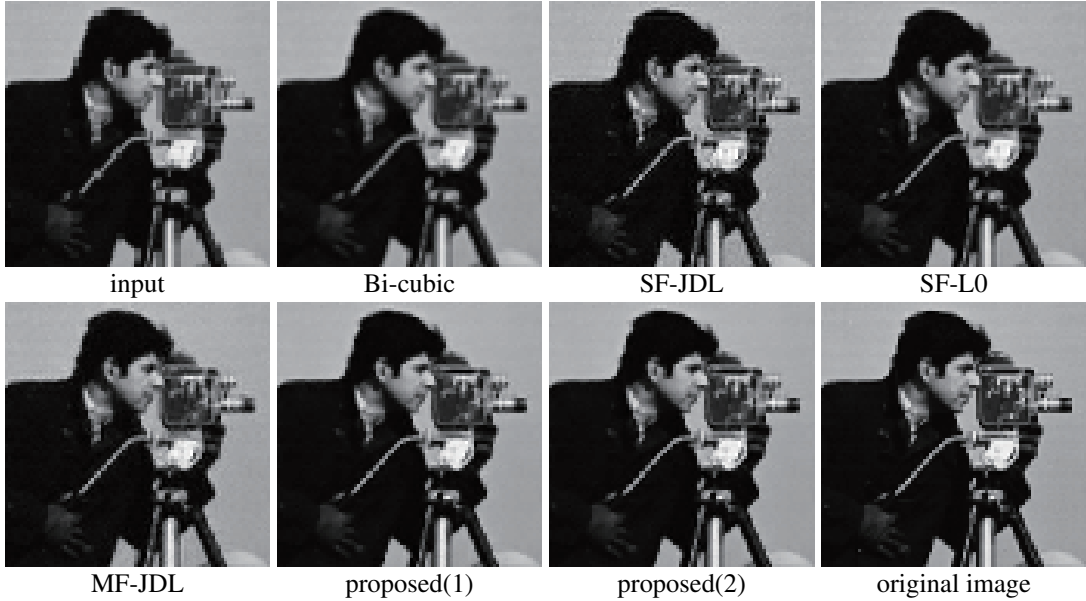 input
Bi-cubic
SF-JDL
SF-L0
MF-JDL
proposed(1)
proposed(2)
original image